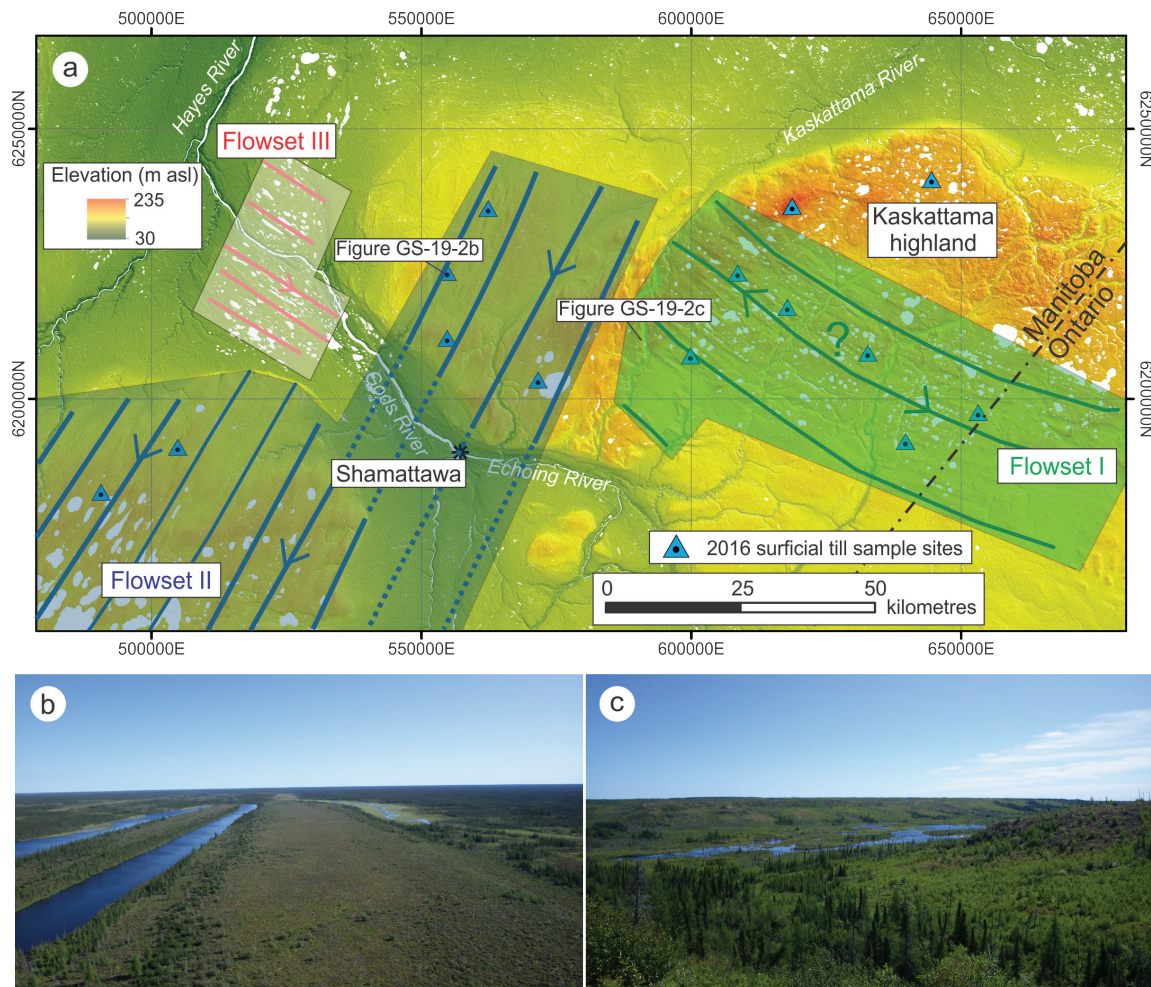 500000E
550000E
600000E
650000E
a
Hayes River
Kaskattama River
6250000N
6250000N
Flowset III
Elevation (m asl)
235
30
Kaskattama
highland
Figure GS-19-2b
Figure GS-19-2c
Manitoba
Ontario
?
6200000N
6200000N
Gods River
Shamattawa
Echoing River
Flowset I
2016 surficial till sample sites
Flowset II
0
25
50
kilometres
500000E
550000E
600000E
650000E
b
c